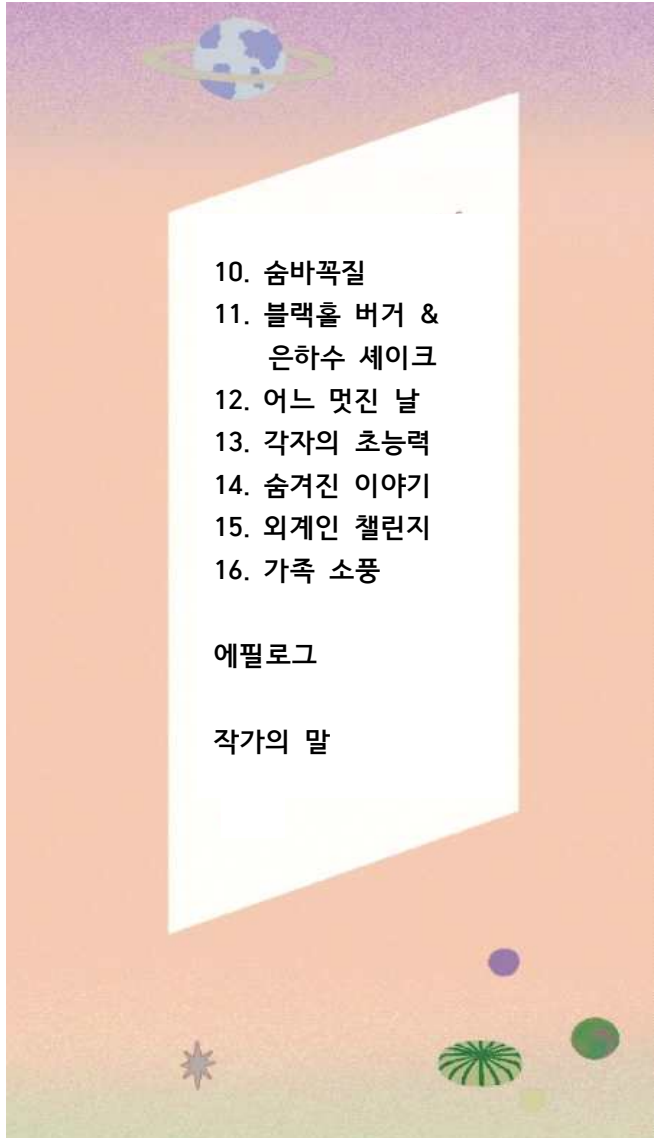 10. 숨바꼭질
11. 블랙홀 버거 &
은하수 셰이크
12. 어느 멋진 날
13. 각자의 초능력
14. 숨겨진 이야기
15. 외계인 챌린지
16. 가족 소풍
에필로그
작가의 말